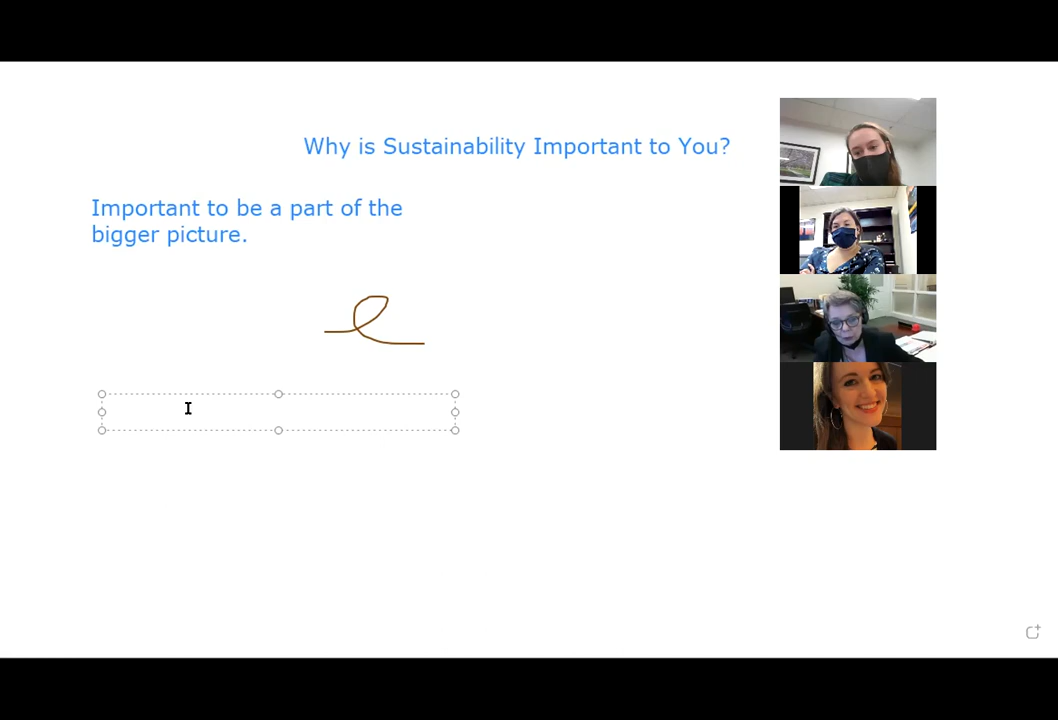 Why is Sustainability Important to You?
Important to be a part of the
bigger picture.